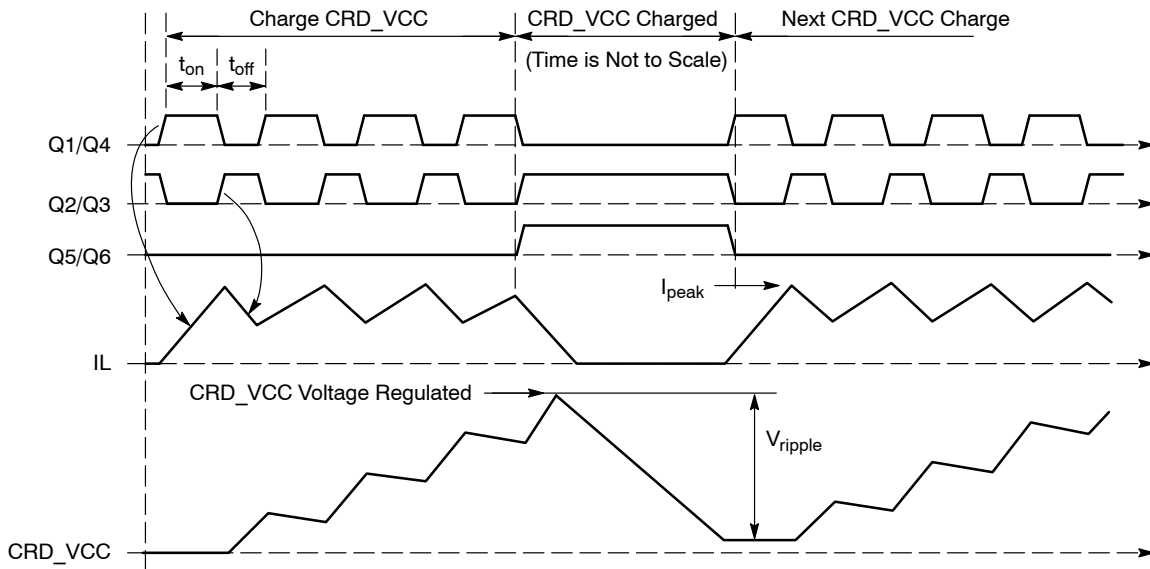 Charge CRD_VCC
CRD_VCC Charged
Next CRD_VCC Charge
(Time is Not to Scale)
ton
toff
Q1/Q4
Q2/Q3
Q5/Q6
Ipeak
IL
CRD_VCC Voltage Regulated
Vripple
CRD_VCC